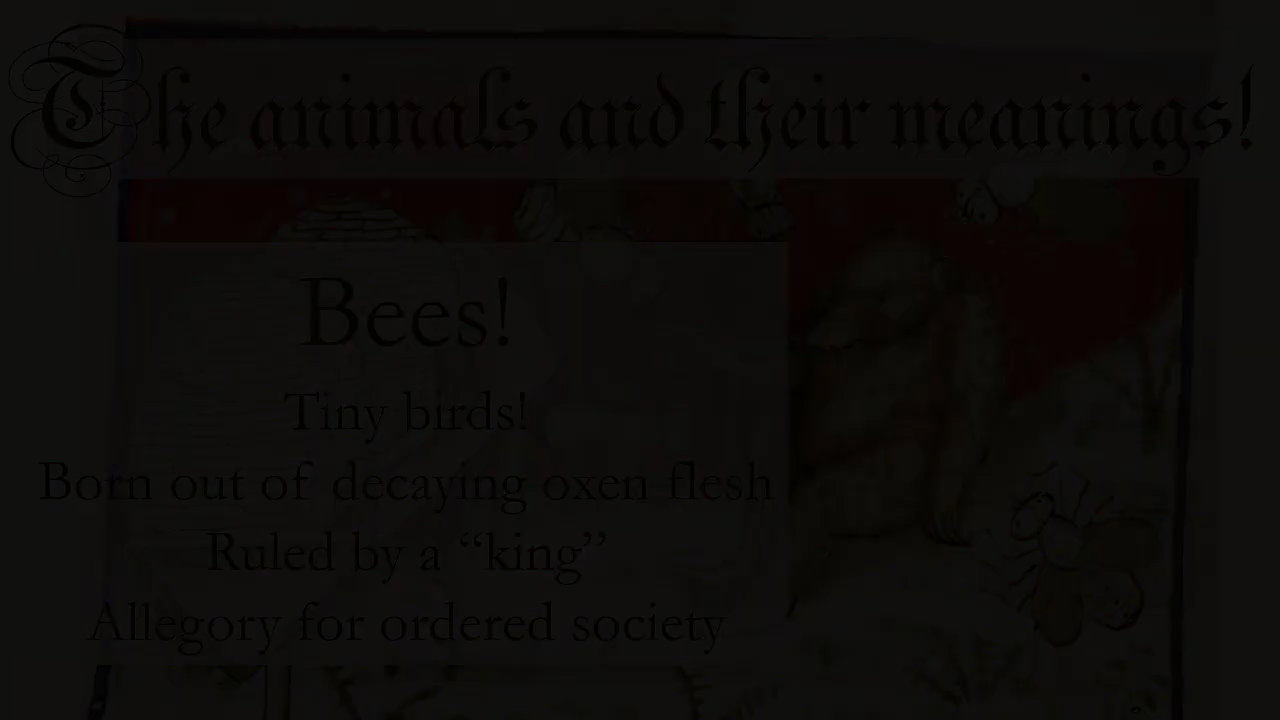 The animals and their meanings!
Bees!
Tiny birds!
Born out of decaying oxen flesh
Ruled by a “king”
Allegory for ordered society